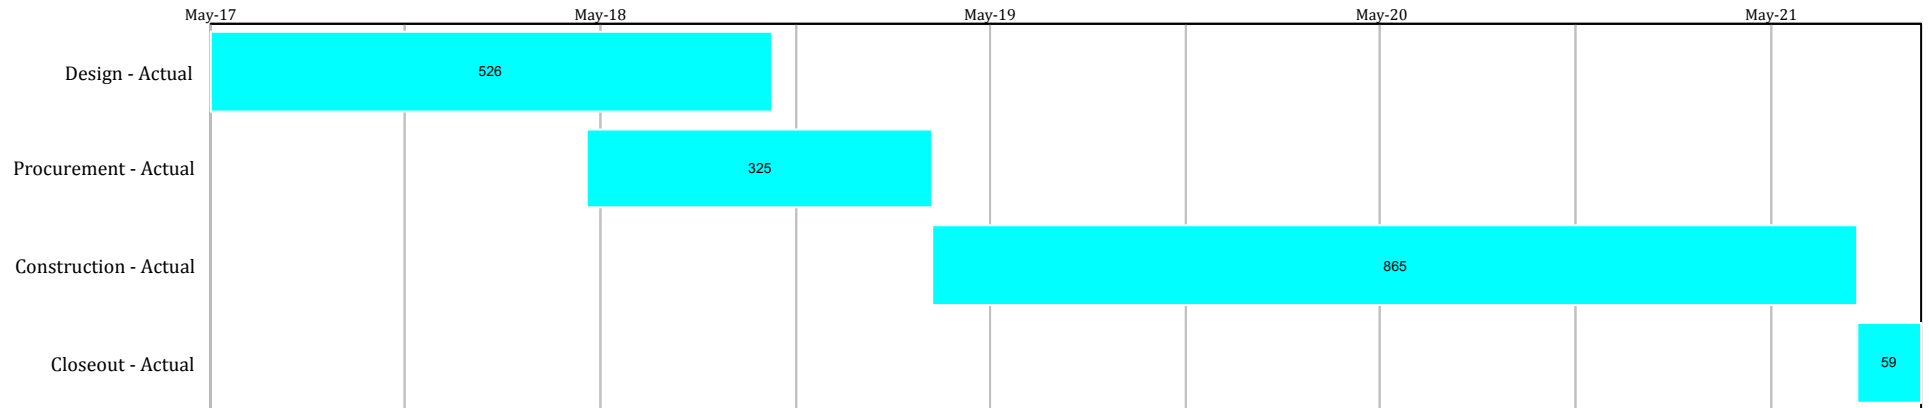 May-17 May-18 May-19 May-20 May-21
Design - Actual 526
Procurement - Actual 325
Construction - Actual 865
Closeout - Actual 59